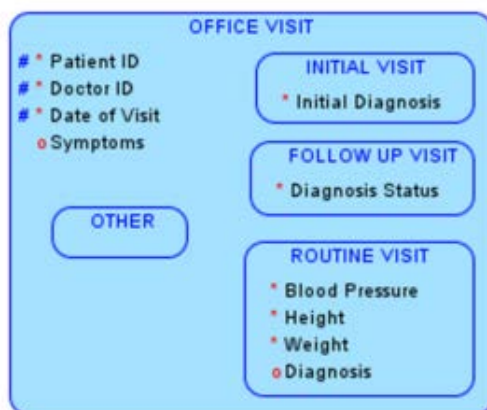 OFFICE VISIT
# * Patient ID
# * Doctor ID
# * Date of Visit
o Symptoms
OTHER
INITIAL VISIT
* Initial Diagnosis
FOLLOW UP VISIT
* Diagnosis Status
ROUTINE VISIT
* Blood Pressure
* Height
* Weight
o Diagnosis